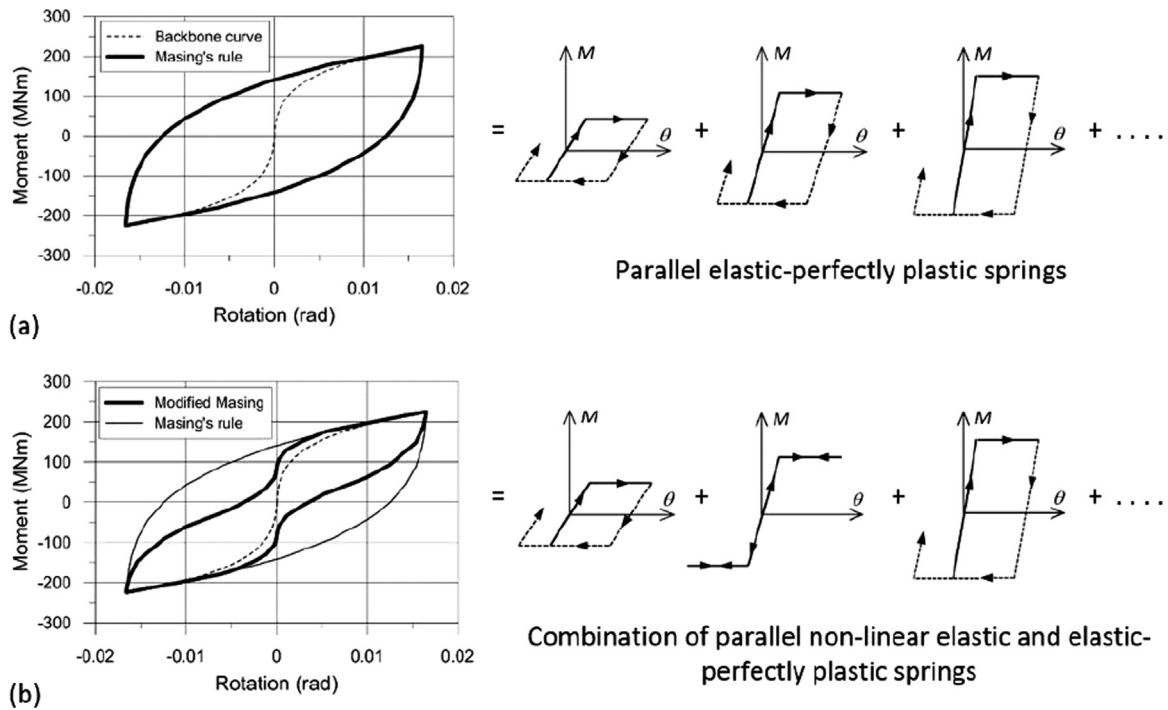 300
200
100
0
-100
-200
-300
Moment (MNm)
Backbone curve
Masing's rule
-0.02
-0.01
0
0.01
0.02
Rotation (rad)
(a)
=
M
θ
+
M
θ
+
M
θ
+ . . . .
Parallel elastic-perfectly plastic springs
300
200
100
0
-100
-200
-300
Moment (MNm)
Modified Masing
Masing's rule
-0.02
-0.01
0
0.01
0.02
Rotation (rad)
(b)
=
M
θ
+
M
θ
+
M
θ
+ . . . .
Combination of parallel non-linear elastic and elastic-
perfectly plastic springs